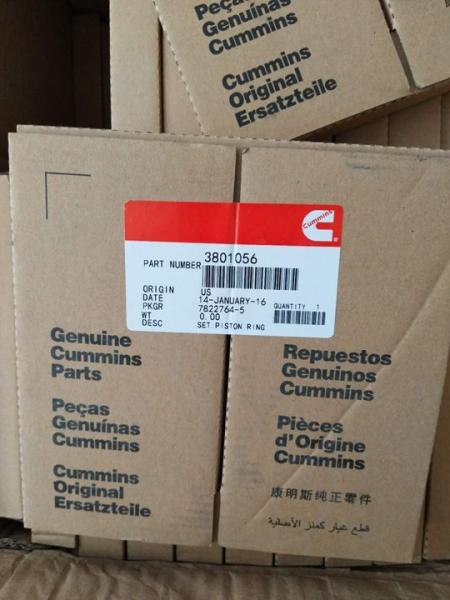 Peças
Genuínas
Cummins
Cummins
Original
Ersatzteile
Cummins
PART NUMBER 3801056
ORIGIN US
DATE 14-JANUARY-16
PKGR 7822764-5
QUANTITY 1
WT 0.00
DESC SET,PISTON RING
Genuine
Cummins
Parts
Peças
Genuínas
Cummins
Cummins
Original
Ersatzteile
Repuestos
Genuinos
Cummins
Pièces
d'Origine
Cummins
康明斯纯正零件
قطع غيار كمنز الأصلية